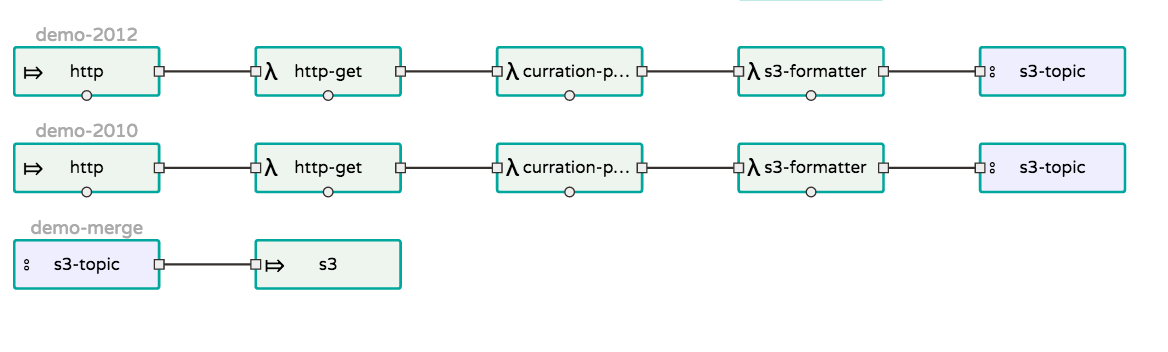 demo-2012
http λ http-get λ curration-p... λ s3-formatter s3-topic
demo-2010
http λ http-get λ curration-p... λ s3-formatter s3-topic
demo-merge
s3-topic s3